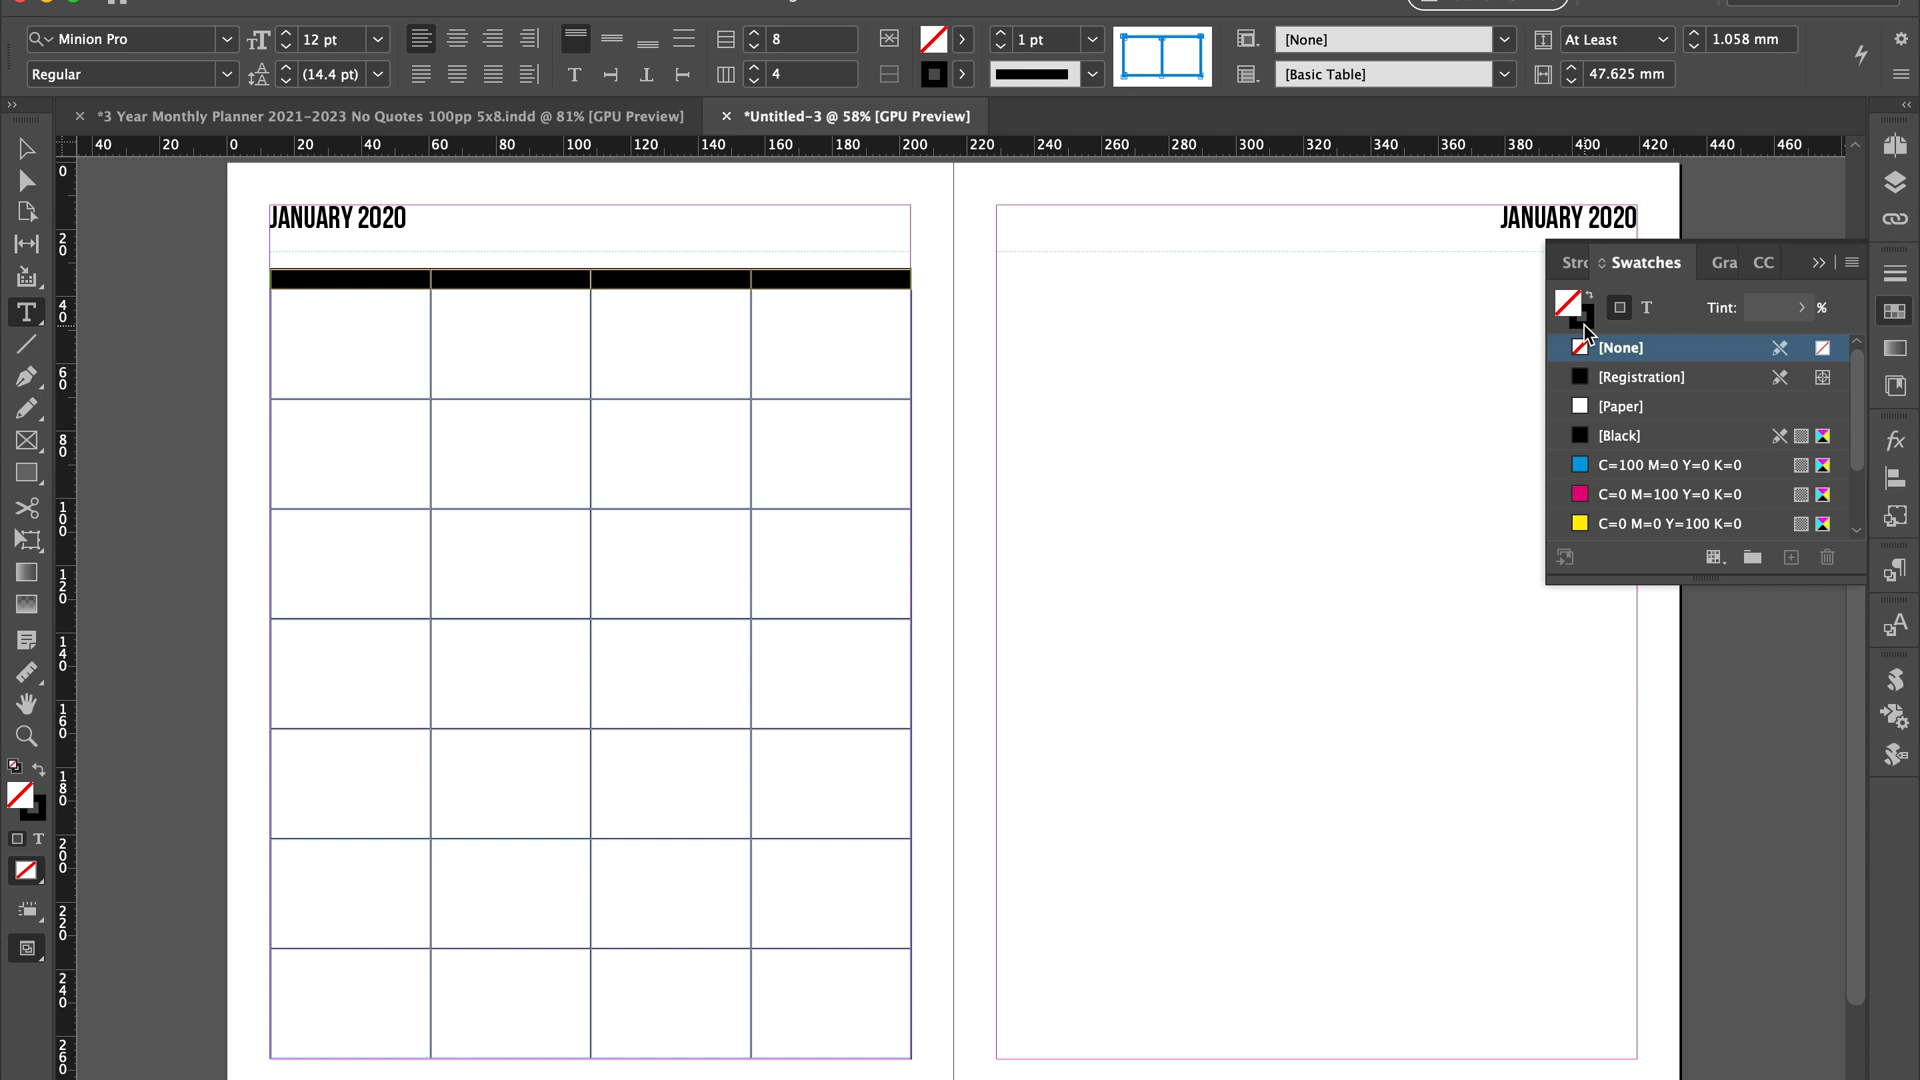 Minion Pro
12 pt
8
1 pt
[None]
At Least
1.058 mm
Regular
(14.4 pt)
4
[Basic Table]
47.625 mm
*3 Year Monthly Planner 2021-2023 No Quotes 100pp 5x8.indd @ 81% [GPU Preview]
*Untitled-3 @ 58% [GPU Preview]
40 20 0 20 40 60 80 100 120 140 160 180 200 220 240 260 280 300 320 340 360 380 400 420 440 460
0
20
40
60
80
100
120
140
160
180
200
220
240
260
JANUARY 2020
JANUARY 2020
Strc
Swatches
Gra
CC
T
Tint:
%
[None]
[Registration]
[Paper]
[Black]
C=100 M=0 Y=0 K=0
C=0 M=100 Y=0 K=0
C=0 M=0 Y=100 K=0